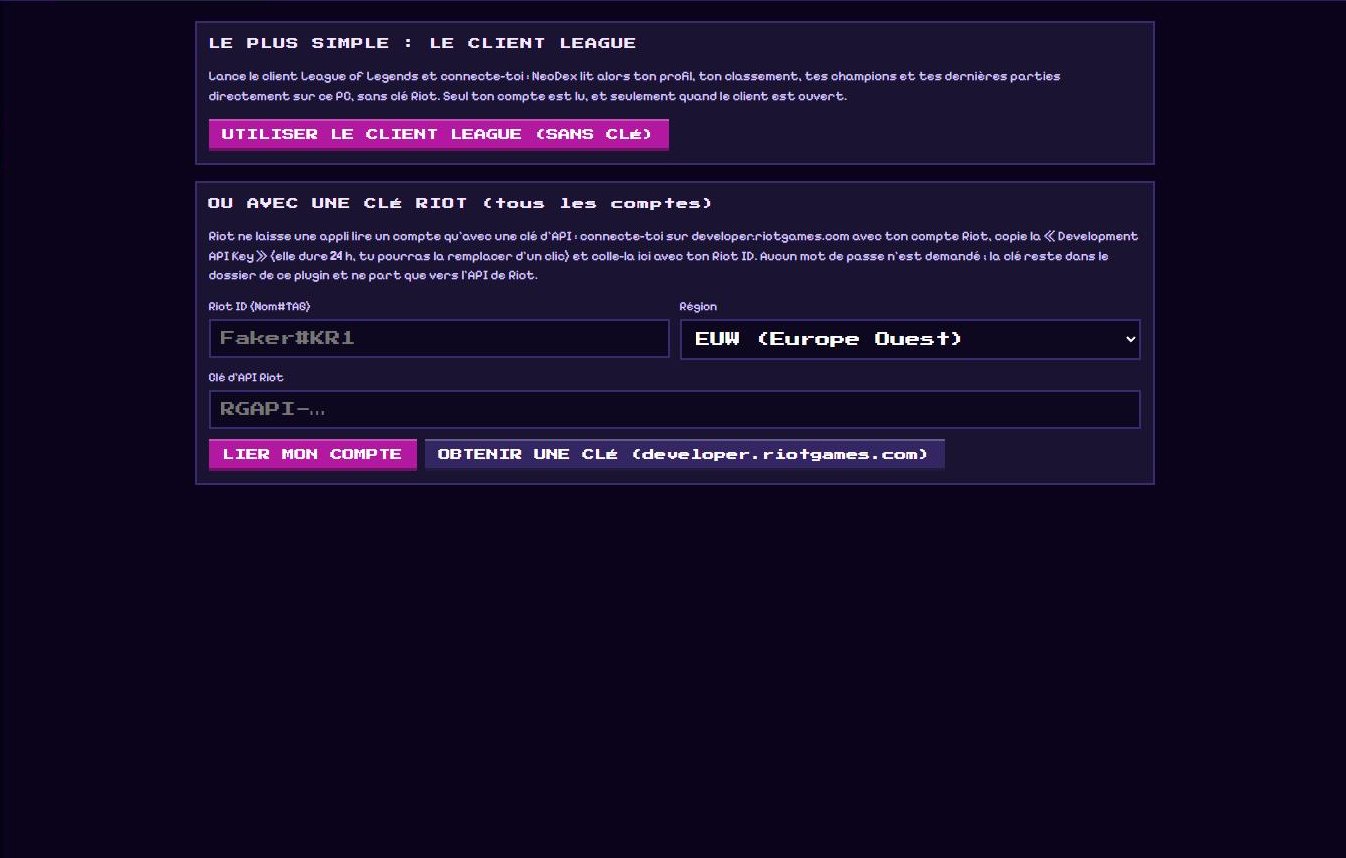 LE PLUS SIMPLE : LE CLIENT LEAGUE
Lance le client League of Legends et connecte-toi : NeoDex lit alors ton profil, ton classement, tes champions et tes dernières parties
directement sur ce PC, sans clé Riot. Seul ton compte est lu, et seulement quand le client est ouvert.
UTILISER LE CLIENT LEAGUE (SANS CLé)
OU AVEC UNE CLé RIOT (tous les comptes)
Riot ne laisse une appli lire un compte qu'avec une clé d'API : connecte-toi sur developer.riotgames.com avec ton compte Riot, copie la « Development
API Key » (elle dure 24 h, tu pourras la remplacer d'un clic) et colle-la ici avec ton Riot ID. Aucun mot de passe n'est demandé ; la clé reste dans le
dossier de ce plugin et ne part que vers l'API de Riot.
Riot ID (Nom#TAG)
Région
Faker#KR1
EUW (Europe Ouest)
Clé d'API Riot
RGAPI-…
LIER MON COMPTE
OBTENIR UNE CLé (developer.riotgames.com)